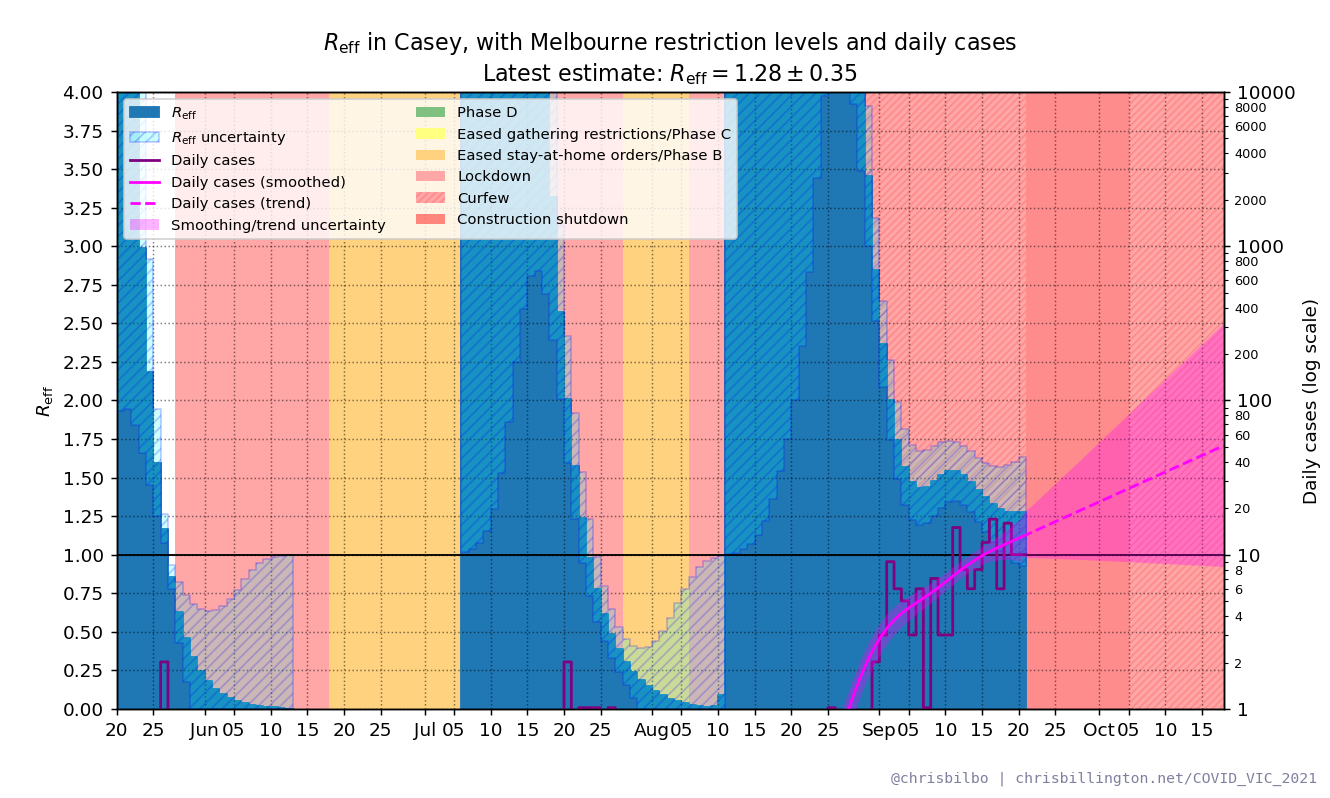 Reff in Casey, with Melbourne restriction levels and daily cases
Latest estimate: Reff = 1.28 ± 0.35
Reff
Reff uncertainty
Daily cases
Daily cases (smoothed)
Daily cases (trend)
Smoothing/trend uncertainty
Phase D
Eased gathering restrictions/Phase C
Eased stay-at-home orders/Phase B
Lockdown
Curfew
Construction shutdown
Reff
4.00
3.75
3.50
3.25
3.00
2.75
2.50
2.25
2.00
1.75
1.50
1.25
1.00
0.75
0.50
0.25
0.00
10000
8000
6000
4000
2000
1000
800
600
400
200
100
80
60
40
20
10
8
6
4
2
1
Daily cases (log scale)
20 25 Jun 05 10 15 20 25 Jul 05 10 15 20 25 Aug 05 10 15 20 25 Sep 05 10 15 20 25 Oct 05 10 15
@chrisbilbo | chrisbillington.net/COVID_VIC_2021